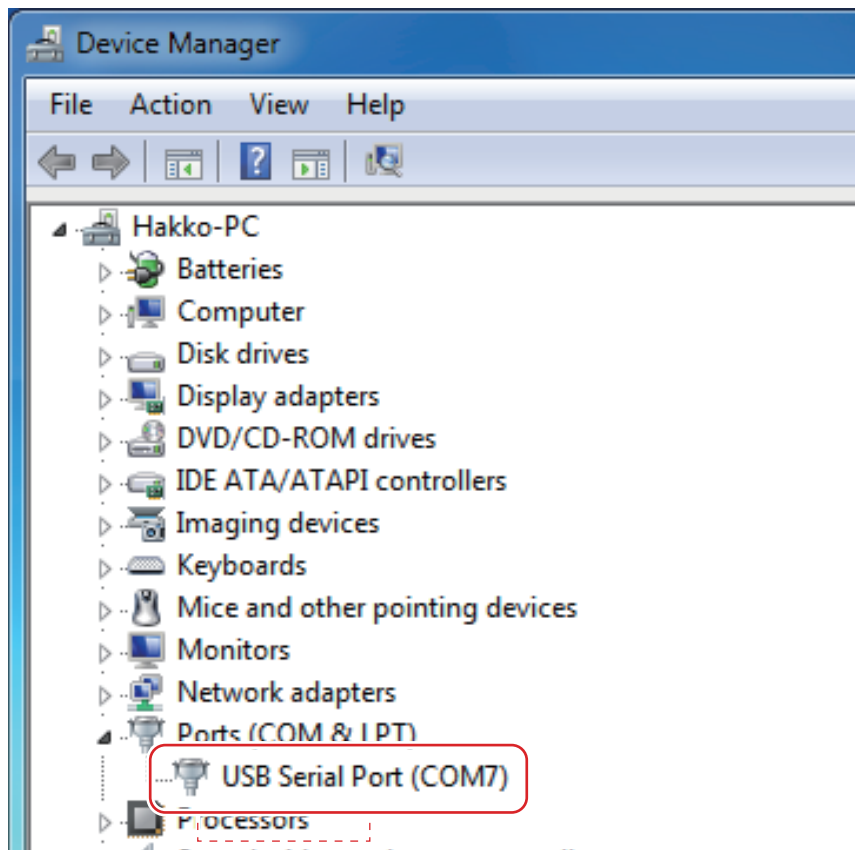 Device Manager
File Action View Help
Hakko-PC
Batteries
Computer
Disk drives
Display adapters
DVD/CD-ROM drives
IDE ATA/ATAPI controllers
Imaging devices
Keyboards
Mice and other pointing devices
Monitors
Network adapters
Ports (COM & LPT)
USB Serial Port (COM7)
Processors